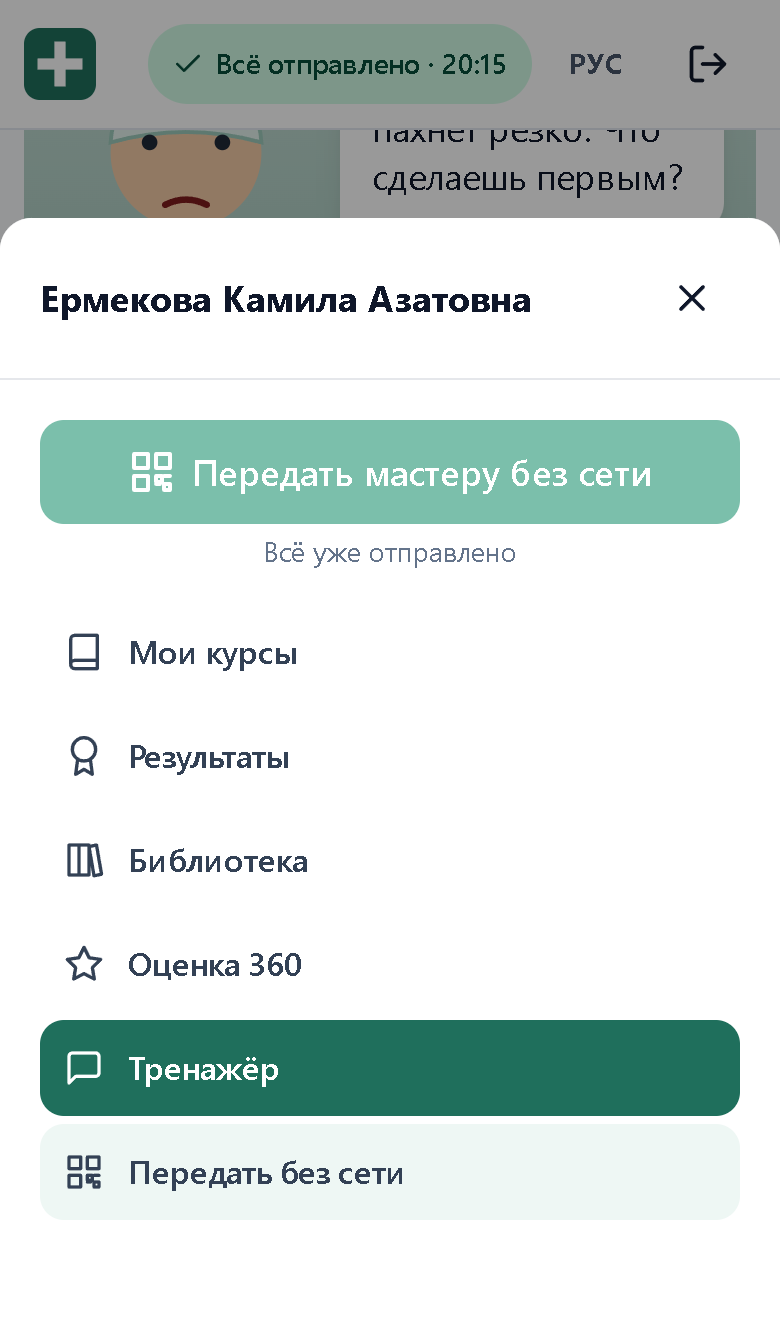 Всё отправлено · 20:15
РУС
пахнет резко. Что
сделаешь первым?
Ермекова Камила Азатовна
Передать мастеру без сети
Всё уже отправлено
Мои курсы
Результаты
Библиотека
Оценка 360
Тренажёр
Передать без сети